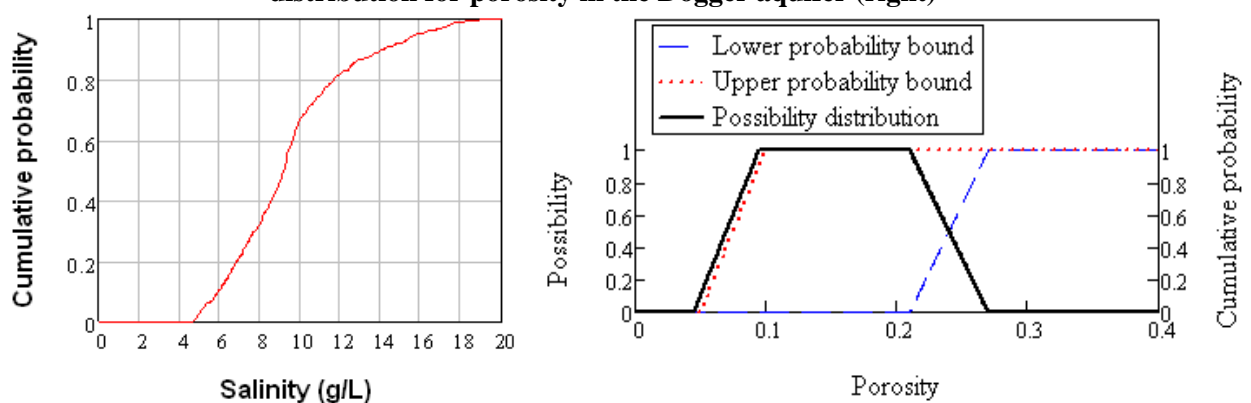 distribution for porosity in the Dogger aquifer (right)
Cumulative probability
1
0.8
0.6
0.4
0.2
0
0 2 4 6 8 10 12 14 16 18 20
Salinity (g/L)
Lower probability bound
Upper probability bound
Possibility distribution
Possibility
1
0.8
0.6
0.4
0.2
0
0 0.1 0.2 0.3 0.4
Porosity
1
0.8
0.6
0.4
0.2
0
Cumulative probability